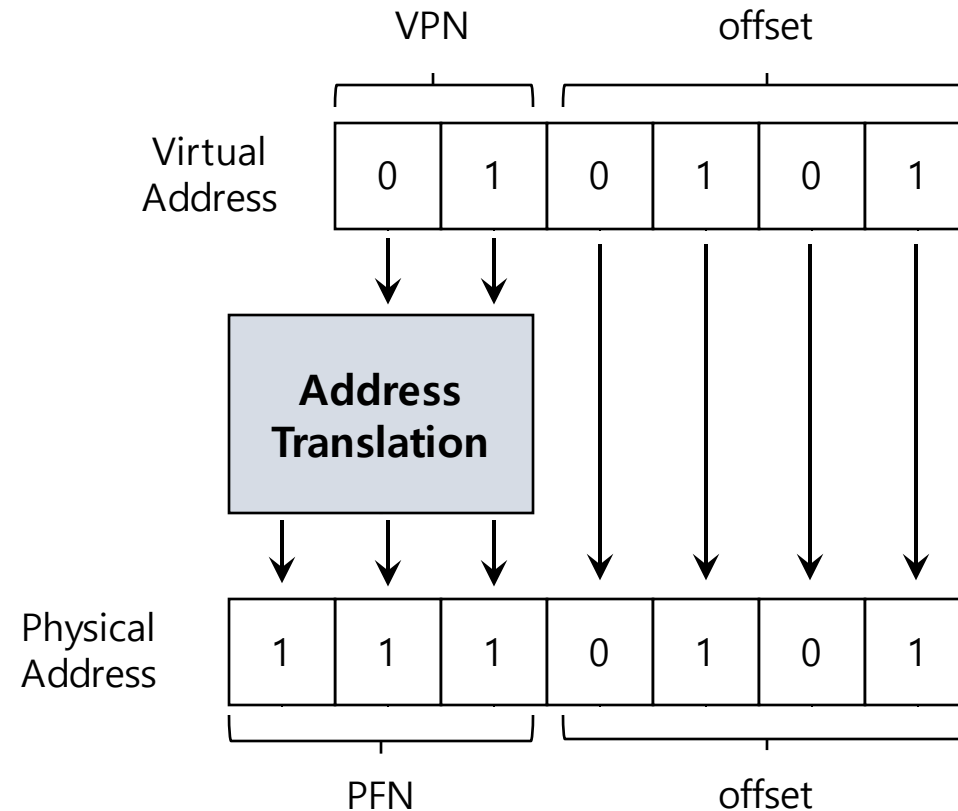 VPN offset
Virtual
Address
0 1 0 1 0 1
Address
Translation
Physical
Address
1 1 1 0 1 0 1
PFN offset